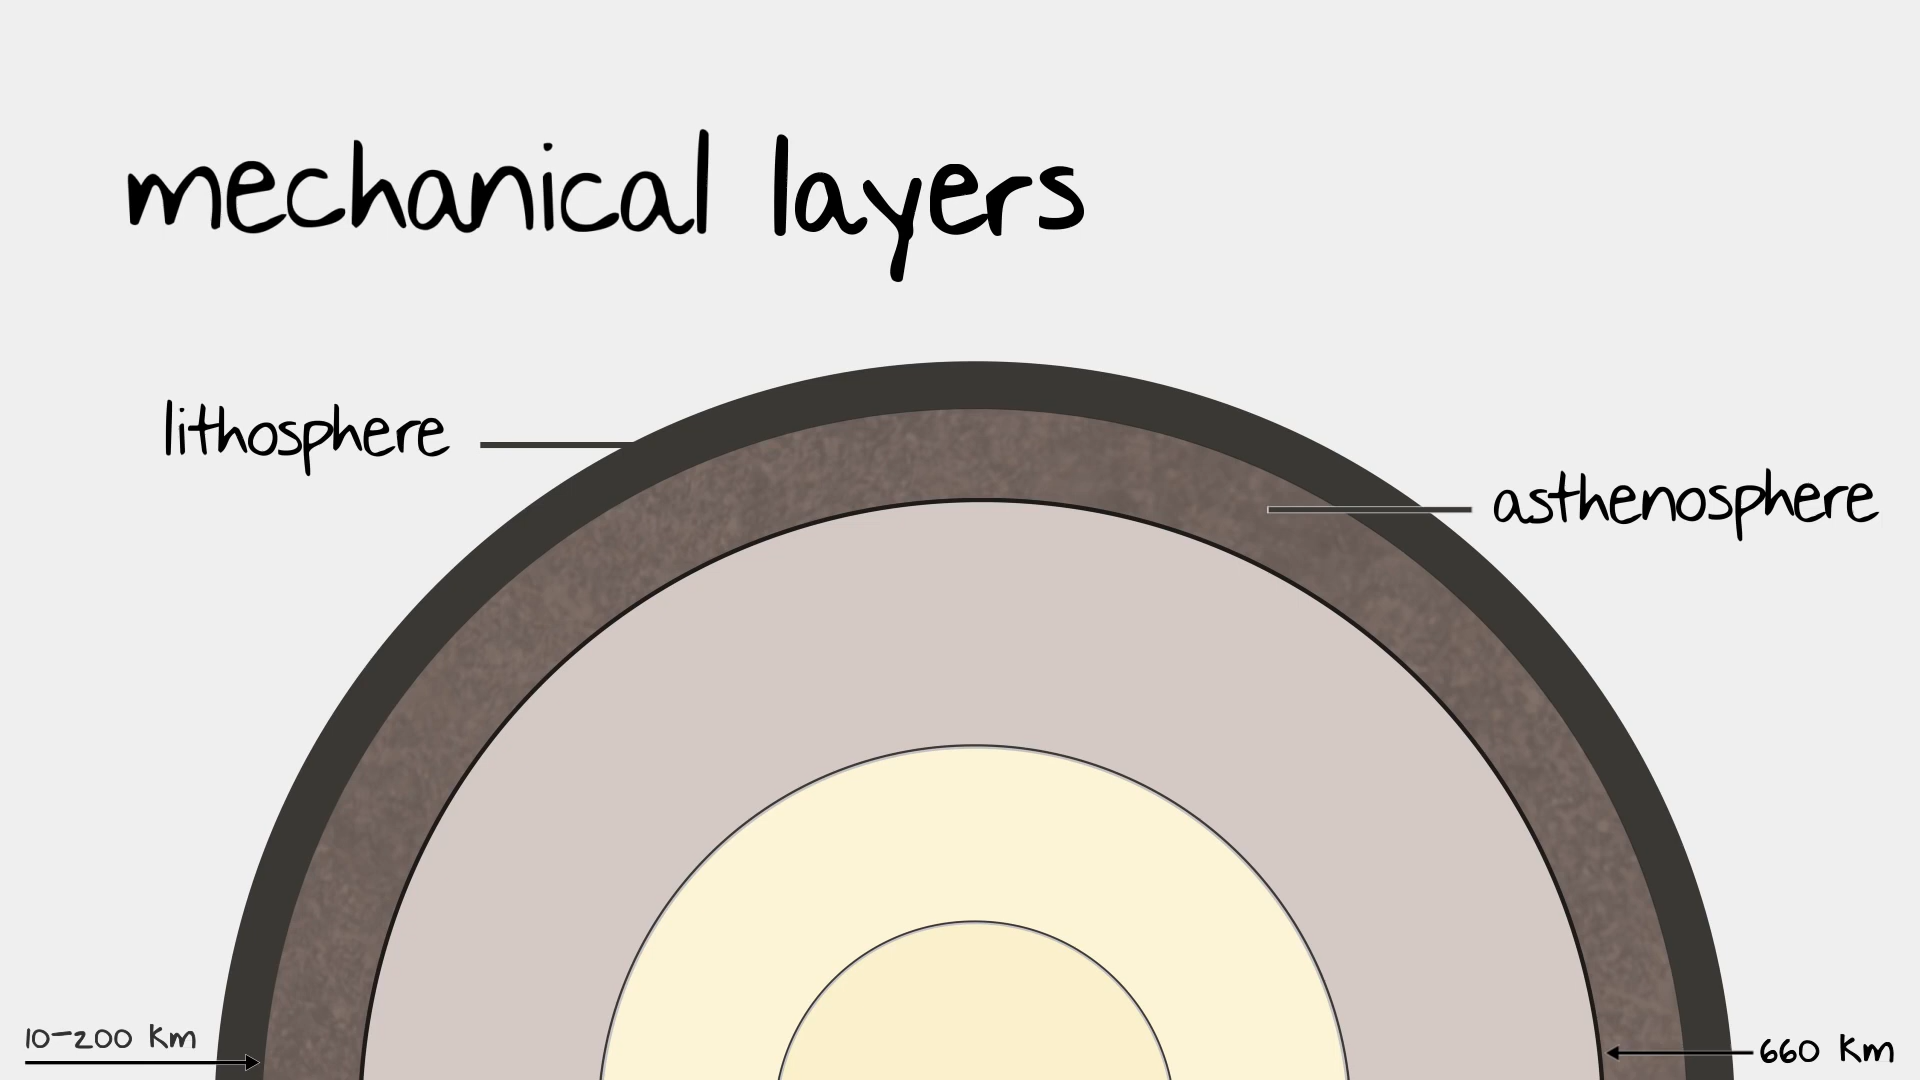 mechanical layers
lithosphere
asthenosphere
10-200 Km
660 Km